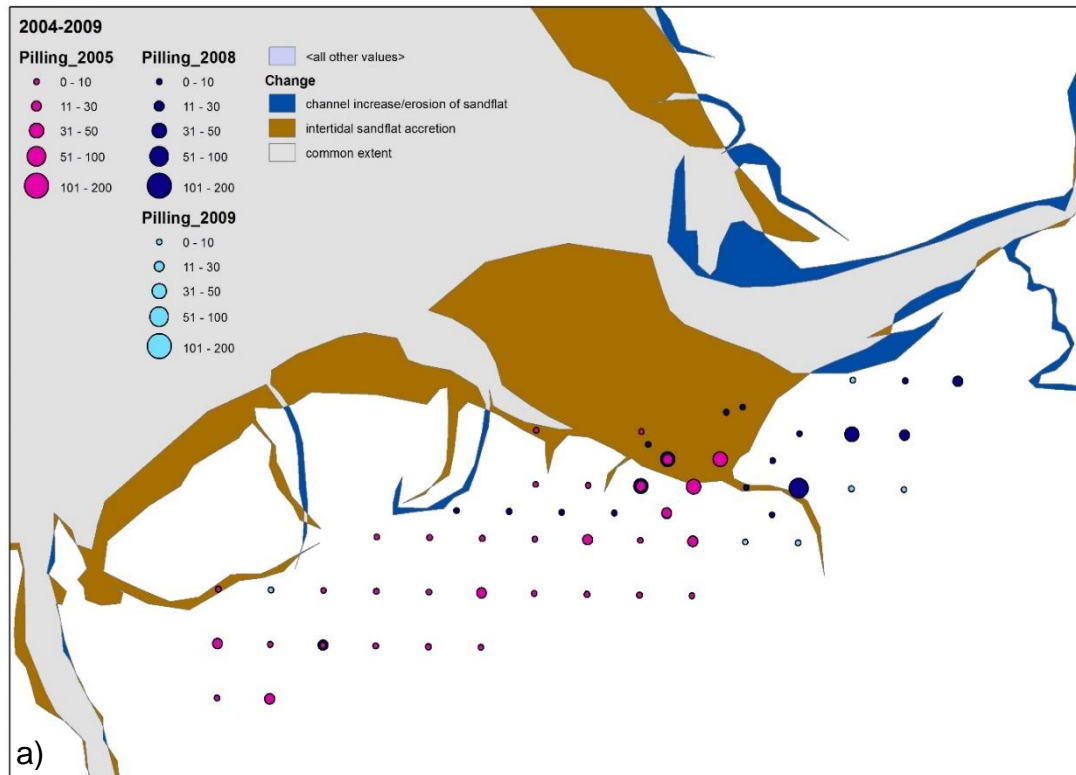 2004-2009
Pilling_2005
0 - 10
11 - 30
31 - 50
51 - 100
101 - 200
Pilling_2008
0 - 10
11 - 30
31 - 50
51 - 100
101 - 200
Pilling_2009
0 - 10
11 - 30
31 - 50
51 - 100
101 - 200
<all other values>
Change
channel increase/erosion of sandflat
intertidal sandflat accretion
common extent
a)